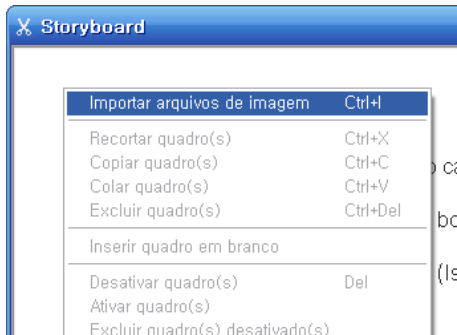 Storyboard
Importar arquivos de imagem Ctrl+I
Recortar quadro(s) Ctrl+X
Copiar quadro(s) Ctrl+C
Colar quadro(s) Ctrl+V
Excluir quadro(s) Ctrl+Del
Inserir quadro em branco
Desativar quadro(s) Del
Ativar quadro(s)
Excluir quadro(s) desativado(s)